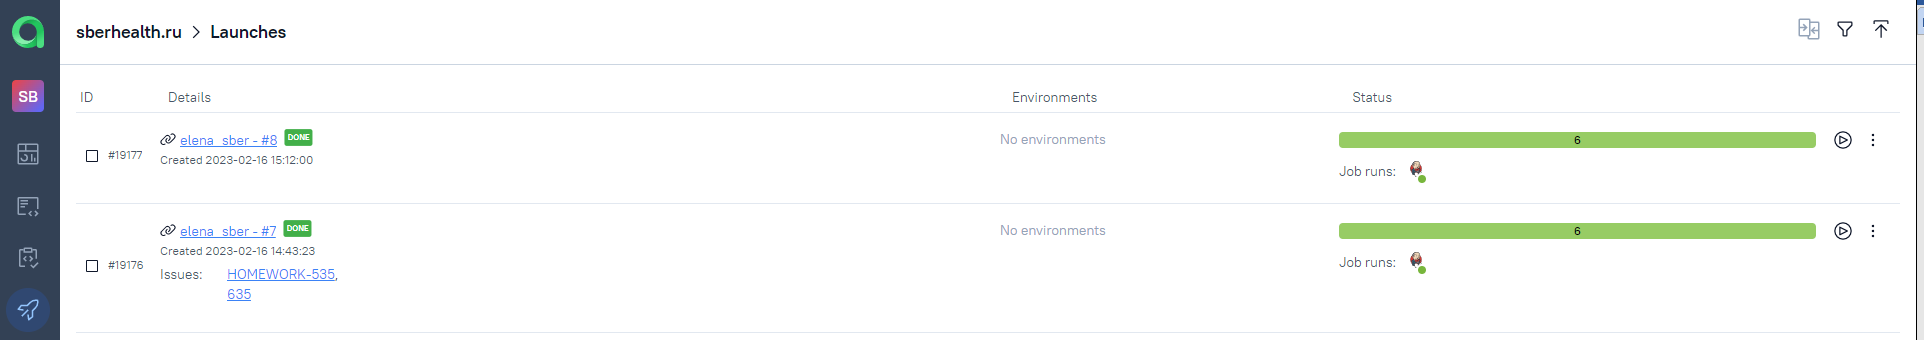 sberhealth.ru > Launches
SB
ID Details Environments Status
#19177 elena_sber - #8 DONE No environments 6
Created 2023-02-16 15:12:00
Job runs:
#19176 elena_sber - #7 DONE No environments 6
Created 2023-02-16 14:43:23
Job runs:
Issues: HOMEWORK-535,
635